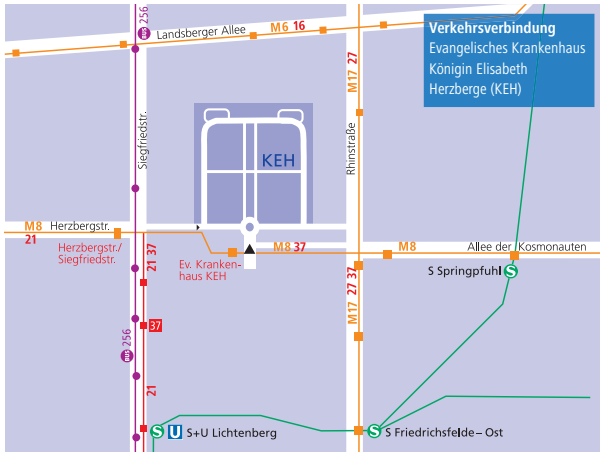 Verkehrsverbindung
Evangelisches Krankenhaus
Königin Elisabeth
Herzberge (KEH)
BUS 256
Landsberger Allee
M6 16
M17 27
Siegfriedstr.
Rhinstraße
KEH
M8
21
Herzbergstr.
Herzbergstr./
Siegfriedstr.
21 37
Ev. Kranken-
haus KEH
M8 37
M8
Allee der Kosmonauten
S Springpfuhl
S
M17 27 37
37
BUS 256
21
S U S+U Lichtenberg
S S Friedrichsfelde – Ost